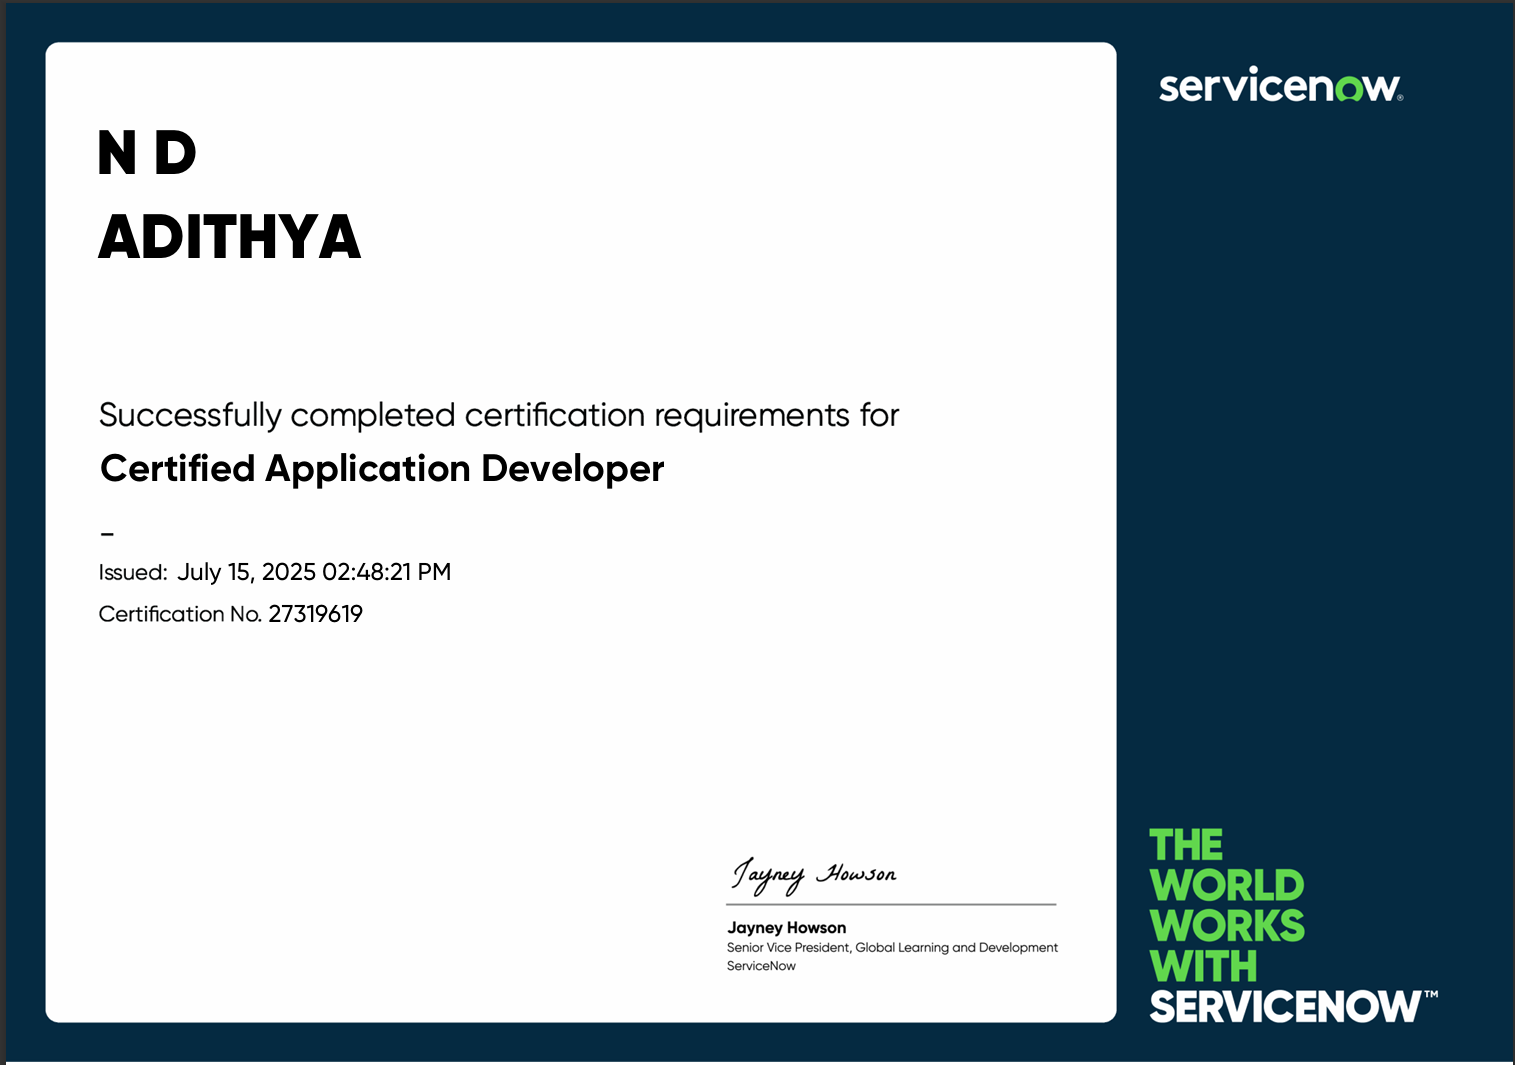 servicenow®
N D
ADITHYA
Successfully completed certification requirements for
Certified Application Developer
–
Issued: July 15, 2025 02:48:21 PM
Certification No. 27319619
Jayney Howson
Jayney Howson
Senior Vice President, Global Learning and Development
ServiceNow
THE
WORLD
WORKS
WITH
SERVICENOW™